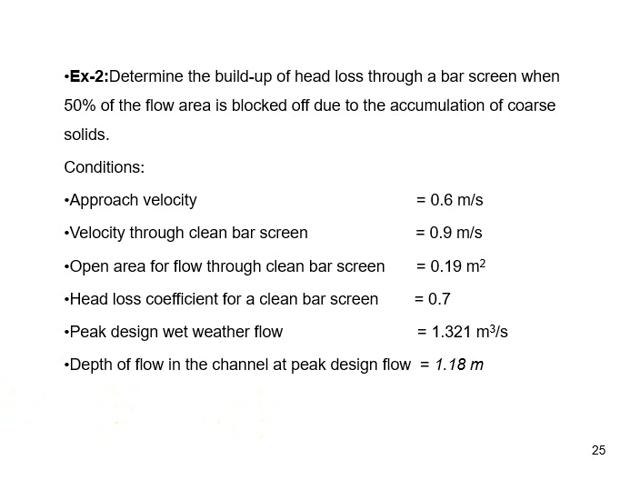 •Ex-2:Determine the build-up of head loss through a bar screen when
50% of the flow area is blocked off due to the accumulation of coarse
solids.
Conditions:
•Approach velocity = 0.6 m/s
•Velocity through clean bar screen = 0.9 m/s
•Open area for flow through clean bar screen = 0.19 m²
•Head loss coefficient for a clean bar screen = 0.7
•Peak design wet weather flow = 1.321 m³/s
•Depth of flow in the channel at peak design flow = 1.18 m
25